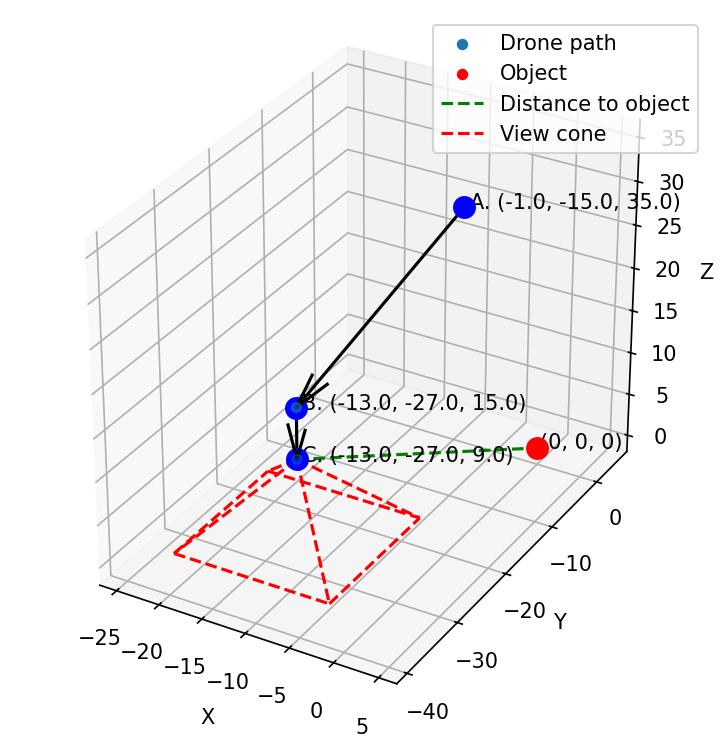 Drone path
Object
Distance to object
View cone
A. (-1.0, -15.0, 35.0)
B. (-13.0, -27.0, 15.0)
C. (-13.0, -27.0, 9.0)
(0, 0, 0)
35
30
25
20
15
10
5
0
Z
0
−10
−20
−30
−40
Y
−25
−20
−15
−10
−5
0
5
X